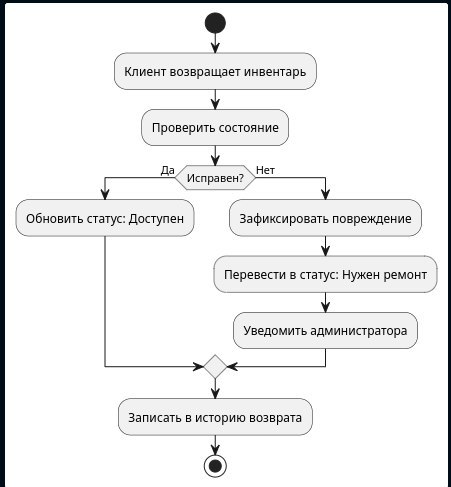 Клиент возвращает инвентарь
Проверить состояние
Да
Исправен?
Нет
Обновить статус: Доступен
Зафиксировать повреждение
Перевести в статус: Нужен ремонт
Уведомить администратора
Записать в историю возврата